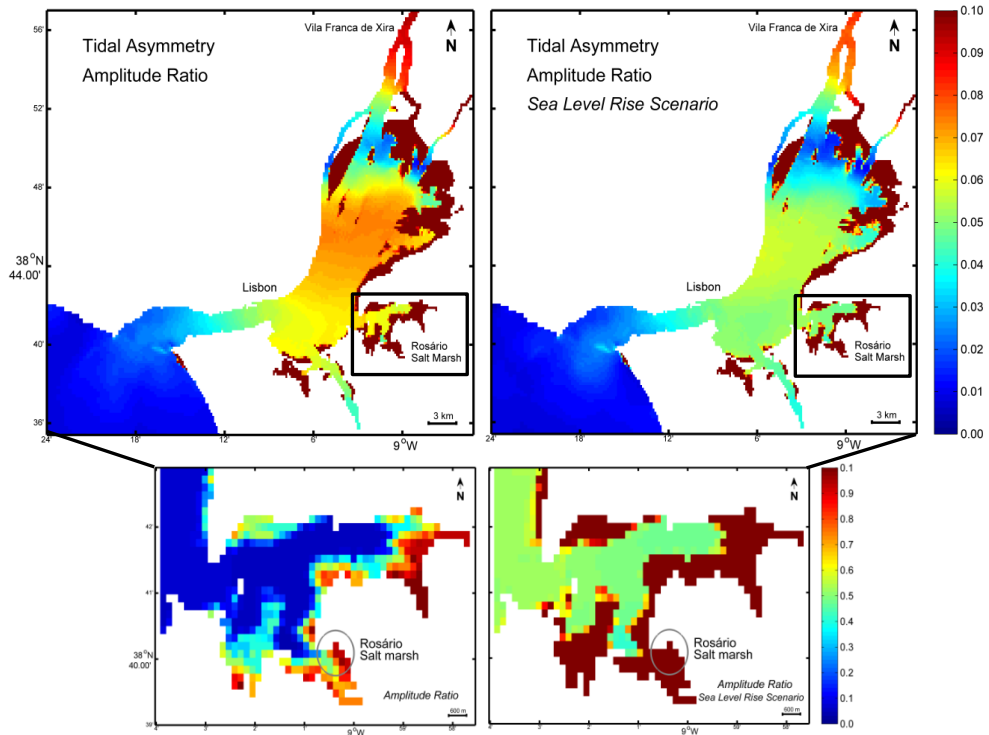 56'
52'
48'
38°N
44.00'
40'
36'
24'
18'
12'
6'
9°W
Tidal Asymmetry
Amplitude Ratio
Vila Franca de Xira
N
Lisbon
Rosário
Salt Marsh
3 km
Tidal Asymmetry
Amplitude Ratio
Sea Level Rise Scenario
Vila Franca de Xira
N
Lisbon
Rosário
Salt Marsh
3 km
24'
18'
12'
6'
9°W
0.10
0.09
0.08
0.07
0.06
0.05
0.04
0.03
0.02
0.01
0.00
N
42'
41'
38°N
40.00'
Rosário
Salt marsh
Amplitude Ratio
600 m
9°W
N
Rosário
Salt marsh
Amplitude Ratio
Sea Level Rise Scenario
600 m
9°W
0.1
0.9
0.8
0.7
0.6
0.5
0.4
0.3
0.2
0.1
0.0